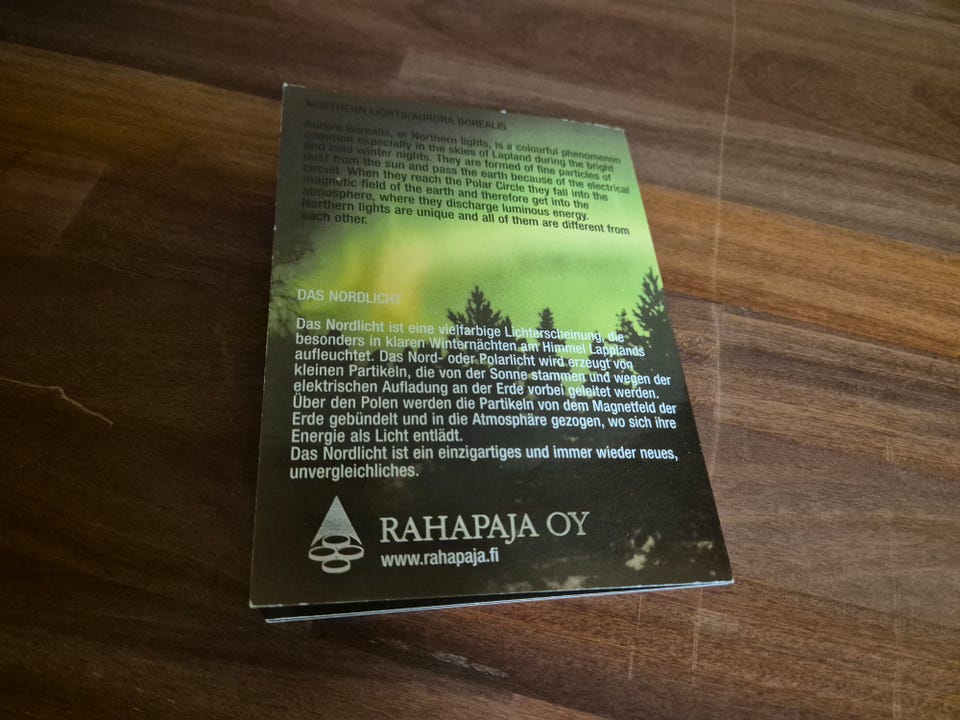 NORTHERN LIGHTS/AURORA BOREALIS
Aurora Borealis, or Northern lights, is a colourful phenomenon
common especially in the skies of Lapland during the bright
and cold winter nights. They are formed of fine particles of
dust from the sun and pass the earth because of the electrical
circuit. When they reach the Polar Circle they fall into the
magnetic field of the earth and therefore get into the
atmosphere, where they discharge luminous energy.
Northern lights are unique and all of them are different from
each other.
DAS NORDLICHT
Das Nordlicht ist eine vielfarbige Lichterscheinung, die
besonders in klaren Winternächten am Himmel Lapplands
aufleuchtet. Das Nord- oder Polarlicht wird erzeugt von
kleinen Partikeln, die von der Sonne stammen und wegen der
elektrischen Aufladung an der Erde vorbei geleitet werden.
Über den Polen werden die Partikeln von dem Magnetfeld der
Erde gebündelt und in die Atmosphäre gezogen, wo sich ihre
Energie als Licht entlädt.
Das Nordlicht ist ein einzigartiges und immer wieder neues,
unvergleichliches.
RAHAPAJA OY
www.rahapaja.fi